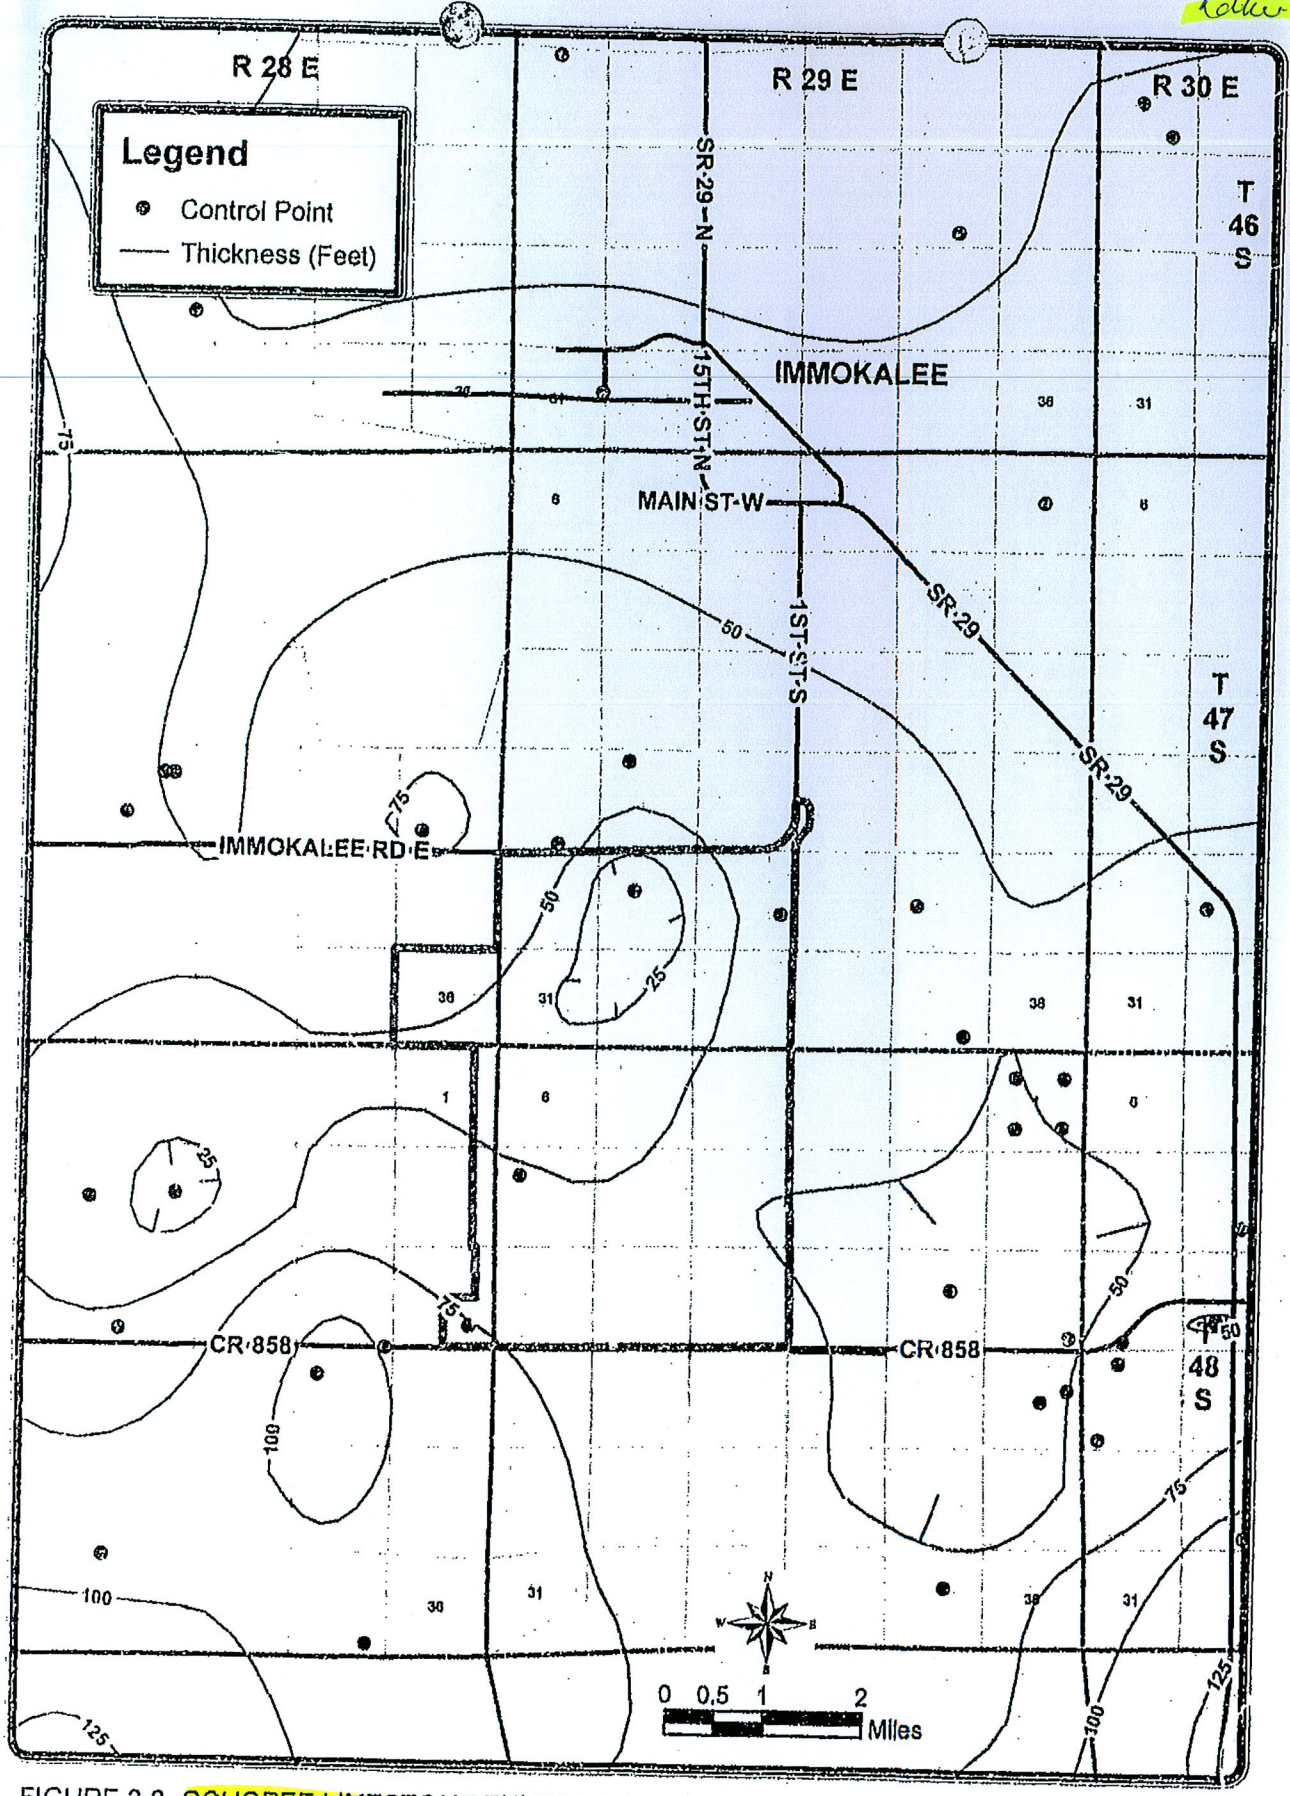 R 28 E
R 29 E
R 30 E
Legend
Control Point
Thickness (Feet)
SR-29-N
T
46
S
IMMOKALEE
15TH-ST-N
36
31
36
31
75
MAIN ST-W
6
6
SR-29
50
1ST-ST-S
T
47
S
SR-29
75
IMMOKALEE RD E
50
25
36
31
36
31
1
6
6
25
50
75
CR 858
CR 858
50
48
S
100
75
100
36
31
36
31
N
W
E
S
125
0 0.5 1 2
Miles
100
125